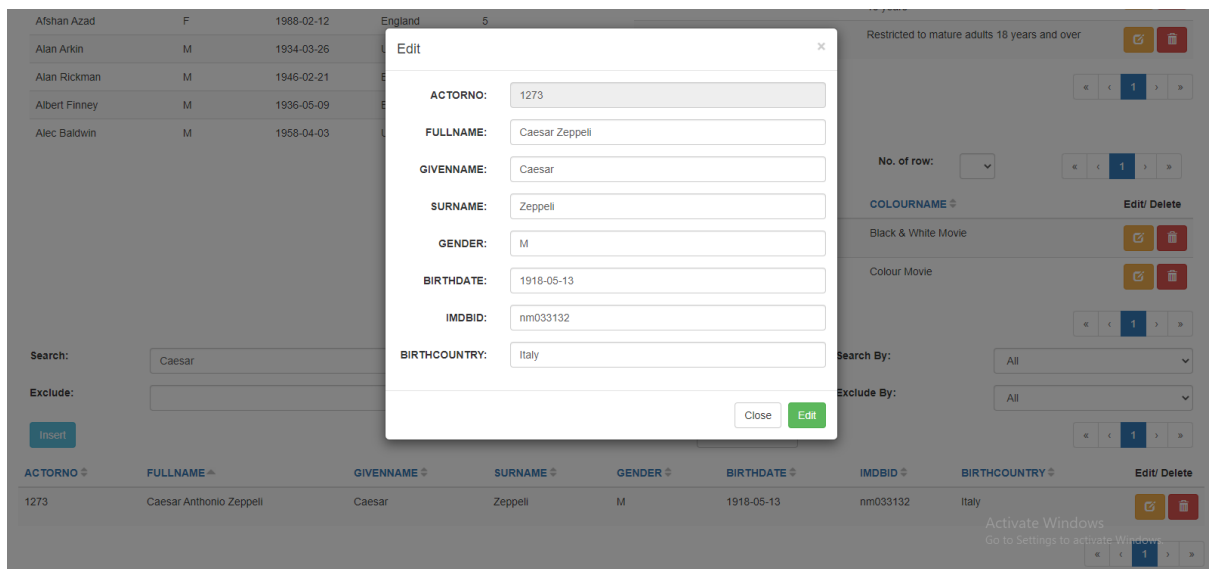 Afshan Azad F 1988-02-12 England 5
Alan Arkin M 1934-03-26
Restricted to mature adults 18 years and over
Alan Rickman M 1946-02-21
« ‹ 1 › »
Albert Finney M 1936-05-09
Alec Baldwin M 1958-04-03
Edit ×
ACTORNO: 1273
FULLNAME: Caesar Zeppeli
GIVENNAME: Caesar
SURNAME: Zeppeli
GENDER: M
BIRTHDATE: 1918-05-13
IMDBID: nm033132
BIRTHCOUNTRY: Italy
Close Edit
No. of row: « ‹ 1 › »
COLOURNAME Edit/ Delete
Black & White Movie
Colour Movie
« ‹ 1 › »
Search: Caesar Search By: All
Exclude: Exclude By: All
Insert « ‹ 1 › »
ACTORNO FULLNAME GIVENNAME SURNAME GENDER BIRTHDATE IMDBID BIRTHCOUNTRY Edit/ Delete
1273 Caesar Anthonio Zeppeli Caesar Zeppeli M 1918-05-13 nm033132 Italy
Activate Windows
Go to Settings to activate Windows.
« ‹ 1 › »